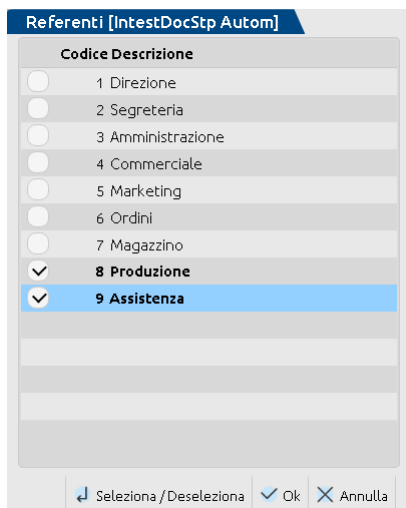 Referenti [IntestDocStp Autom]
Codice Descrizione
1 Direzione
2 Segreteria
3 Amministrazione
4 Commerciale
5 Marketing
6 Ordini
7 Magazzino
8 Produzione
9 Assistenza
Seleziona / Deseleziona Ok Annulla